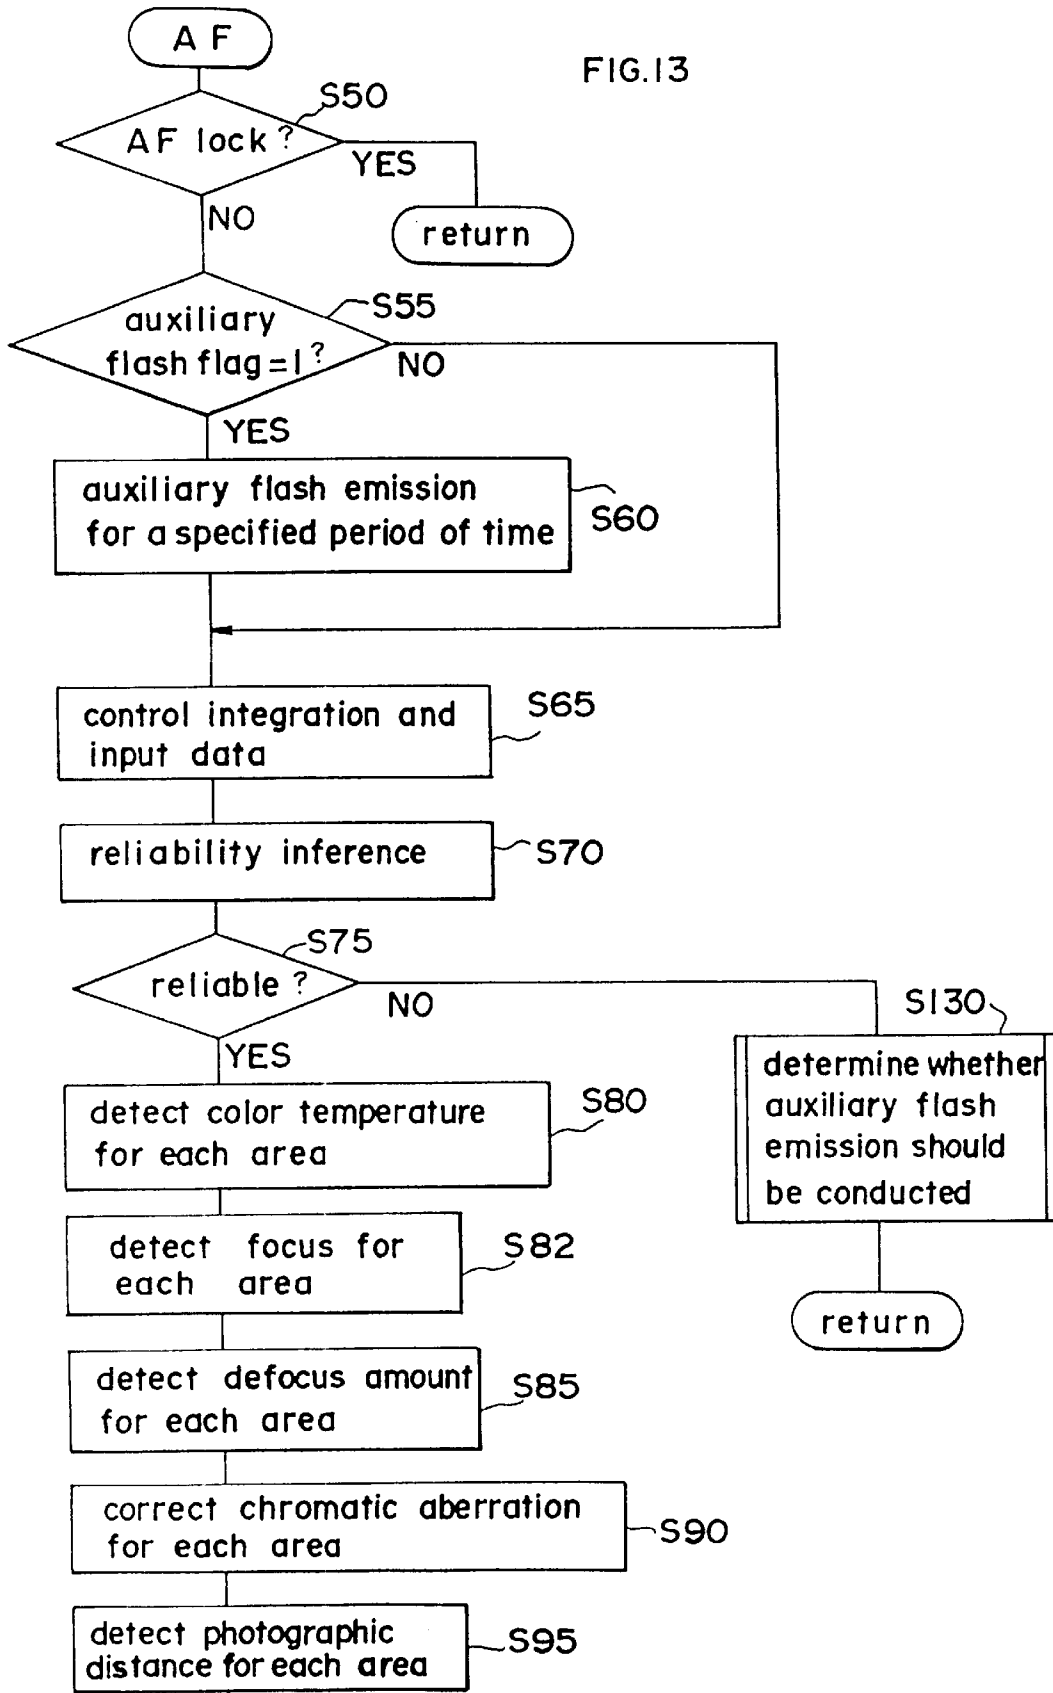 AF
FIG.13
S50
AF lock?
YES
return
NO
S55
auxiliary
flash flag=1?
NO
YES
auxiliary flash emission
for a specified period of time
S60
control integration and
input data
S65
reliability inference
S70
S75
reliable?
NO
YES
S130
determine whether
auxiliary flash
emission should
be conducted
return
detect color temperature
for each area
S80
detect focus for
each area
S82
detect defocus amount
for each area
S85
correct chromatic aberration
for each area
S90
detect photographic
distance for each area
S95